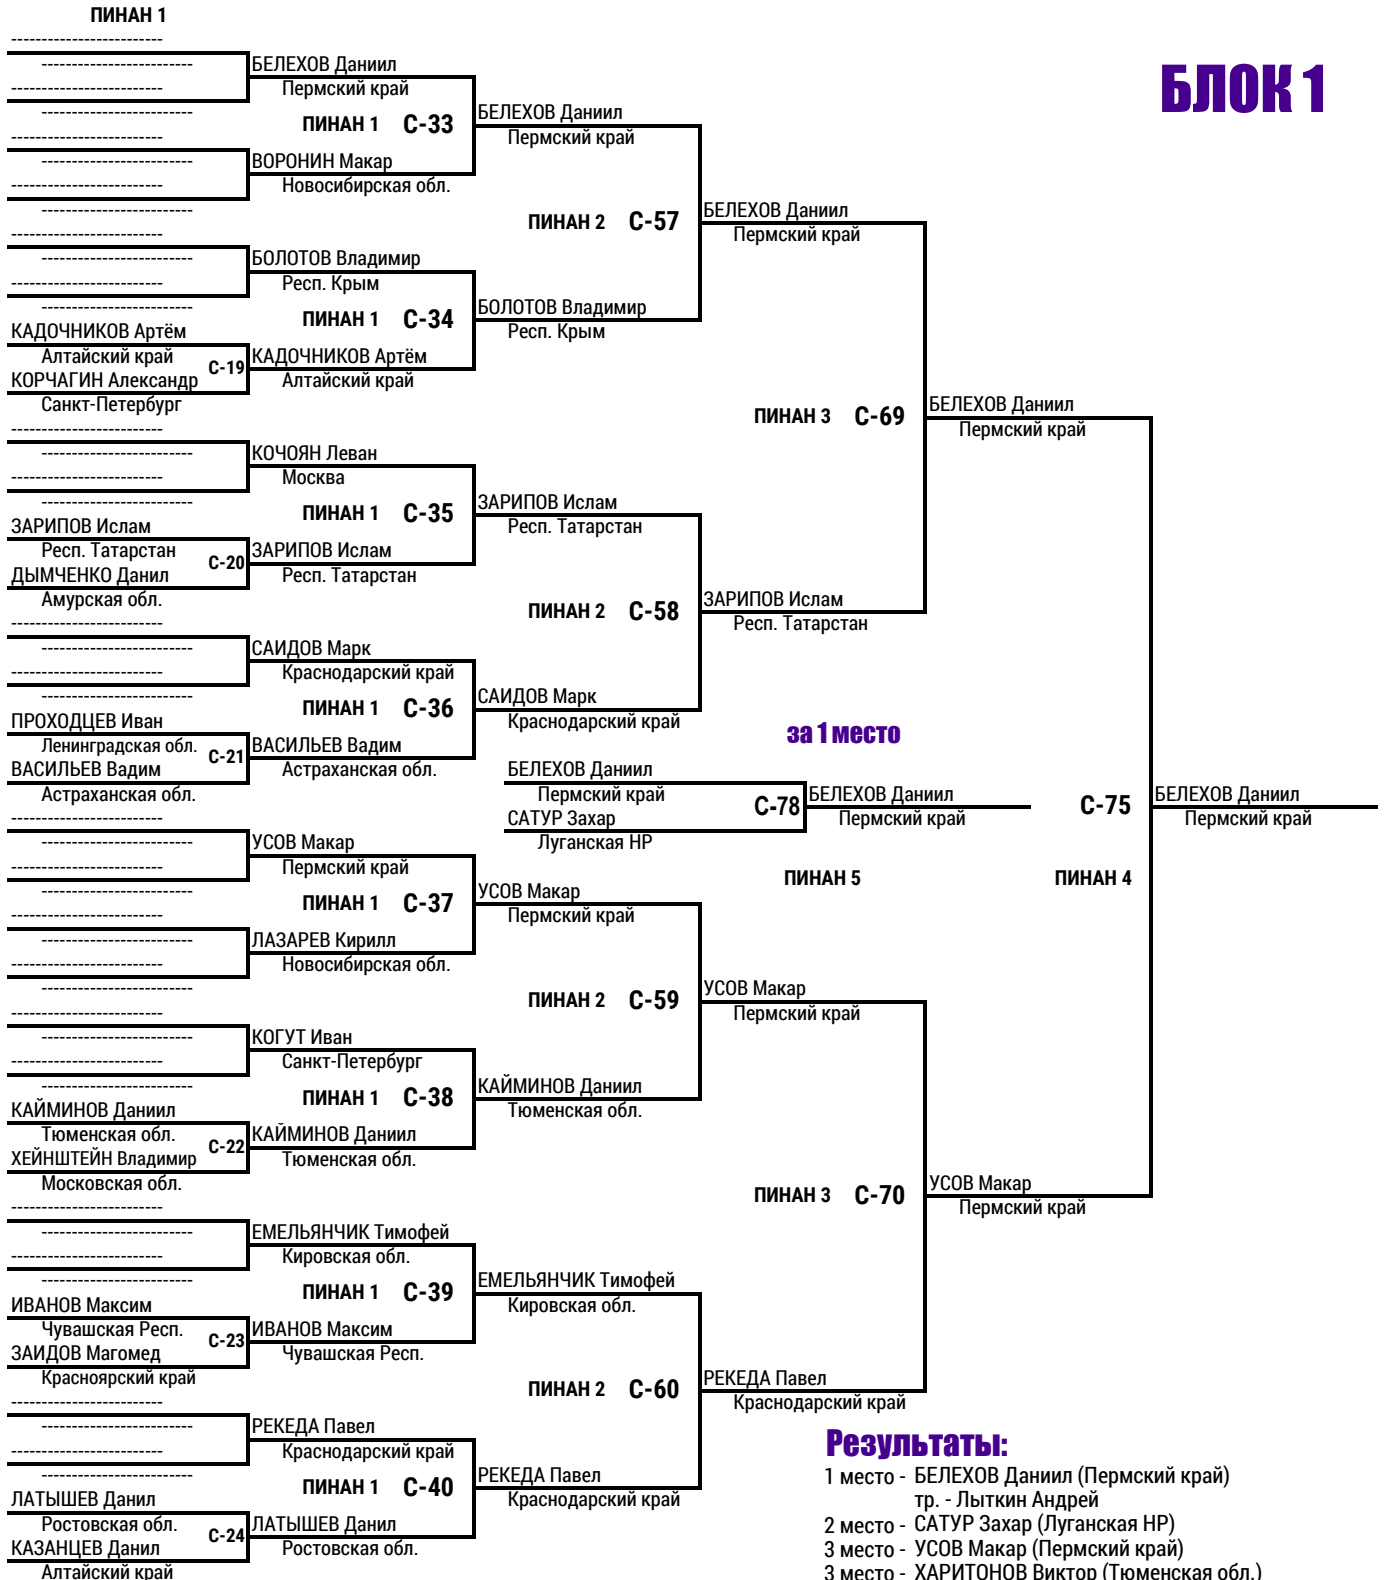 ПИНАН 1
БЛОК 1
-------------------------
-------------------------
-------------------------
-------------------------
-------------------------
-------------------------
-------------------------
-------------------------
-------------------------
-------------------------
-------------------------
-------------------------
КАДОЧНИКОВ Артём
Алтайский край
С-19
КОРЧАГИН Александр
Санкт-Петербург
-------------------------
-------------------------
-------------------------
-------------------------
ЗАРИПОВ Ислам
Респ. Татарстан
С-20
ДЫМЧЕНКО Данил
Амурская обл.
-------------------------
-------------------------
-------------------------
-------------------------
ПРОХОДЦЕВ Иван
Ленинградская обл.
С-21
ВАСИЛЬЕВ Вадим
Астраханская обл.
-------------------------
-------------------------
-------------------------
-------------------------
-------------------------
-------------------------
-------------------------
-------------------------
-------------------------
-------------------------
-------------------------
-------------------------
КАЙМИНОВ Даниил
Тюменская обл.
С-22
ХЕЙНШТЕЙН Владимир
Московская обл.
-------------------------
-------------------------
-------------------------
-------------------------
ИВАНОВ Максим
Чувашская Респ.
С-23
ЗАИДОВ Магомед
Красноярский край
-------------------------
-------------------------
-------------------------
-------------------------
ЛАТЫШЕВ Данил
Ростовская обл.
С-24
КАЗАНЦЕВ Данил
Алтайский край
БЕЛЕХОВ Даниил
Пермский край
ПИНАН 1 С-33
ВОРОНИН Макар
Новосибирская обл.
БОЛОТОВ Владимир
Респ. Крым
ПИНАН 1 С-34
КАДОЧНИКОВ Артём
Алтайский край
КОЧОЯН Леван
Москва
ПИНАН 1 С-35
ЗАРИПОВ Ислам
Респ. Татарстан
САИДОВ Марк
Краснодарский край
ПИНАН 1 С-36
ВАСИЛЬЕВ Вадим
Астраханская обл.
УСОВ Макар
Пермский край
ПИНАН 1 С-37
ЛАЗАРЕВ Кирилл
Новосибирская обл.
КОГУТ Иван
Санкт-Петербург
ПИНАН 1 С-38
КАЙМИНОВ Даниил
Тюменская обл.
ЕМЕЛЬЯНЧИК Тимофей
Кировская обл.
ПИНАН 1 С-39
ИВАНОВ Максим
Чувашская Респ.
РЕКЕДА Павел
Краснодарский край
ПИНАН 1 С-40
ЛАТЫШЕВ Данил
Ростовская обл.
БЕЛЕХОВ Даниил
Пермский край
ПИНАН 2 С-57
БОЛОТОВ Владимир
Респ. Крым
ЗАРИПОВ Ислам
Респ. Татарстан
ПИНАН 2 С-58
САИДОВ Марк
Краснодарский край
УСОВ Макар
Пермский край
ПИНАН 2 С-59
КАЙМИНОВ Даниил
Тюменская обл.
ЕМЕЛЬЯНЧИК Тимофей
Кировская обл.
ПИНАН 2 С-60
РЕКЕДА Павел
Краснодарский край
БЕЛЕХОВ Даниил
Пермский край
ПИНАН 3 С-69
ЗАРИПОВ Ислам
Респ. Татарстан
УСОВ Макар
Пермский край
ПИНАН 3 С-70
РЕКЕДА Павел
Краснодарский край
БЕЛЕХОВ Даниил
Пермский край
С-75
ПИНАН 4
УСОВ Макар
Пермский край
БЕЛЕХОВ Даниил
Пермский край
за 1 место
БЕЛЕХОВ Даниил
Пермский край
С-78
САТУР Захар
Луганская НР
БЕЛЕХОВ Даниил
Пермский край
ПИНАН 5
Результаты:
1 место - БЕЛЕХОВ Даниил (Пермский край)
тр. - Лыткин Андрей
2 место - САТУР Захар (Луганская НР)
3 место - УСОВ Макар (Пермский край)
3 место - ХАРИТОНОВ Виктор (Тюменская обл.)